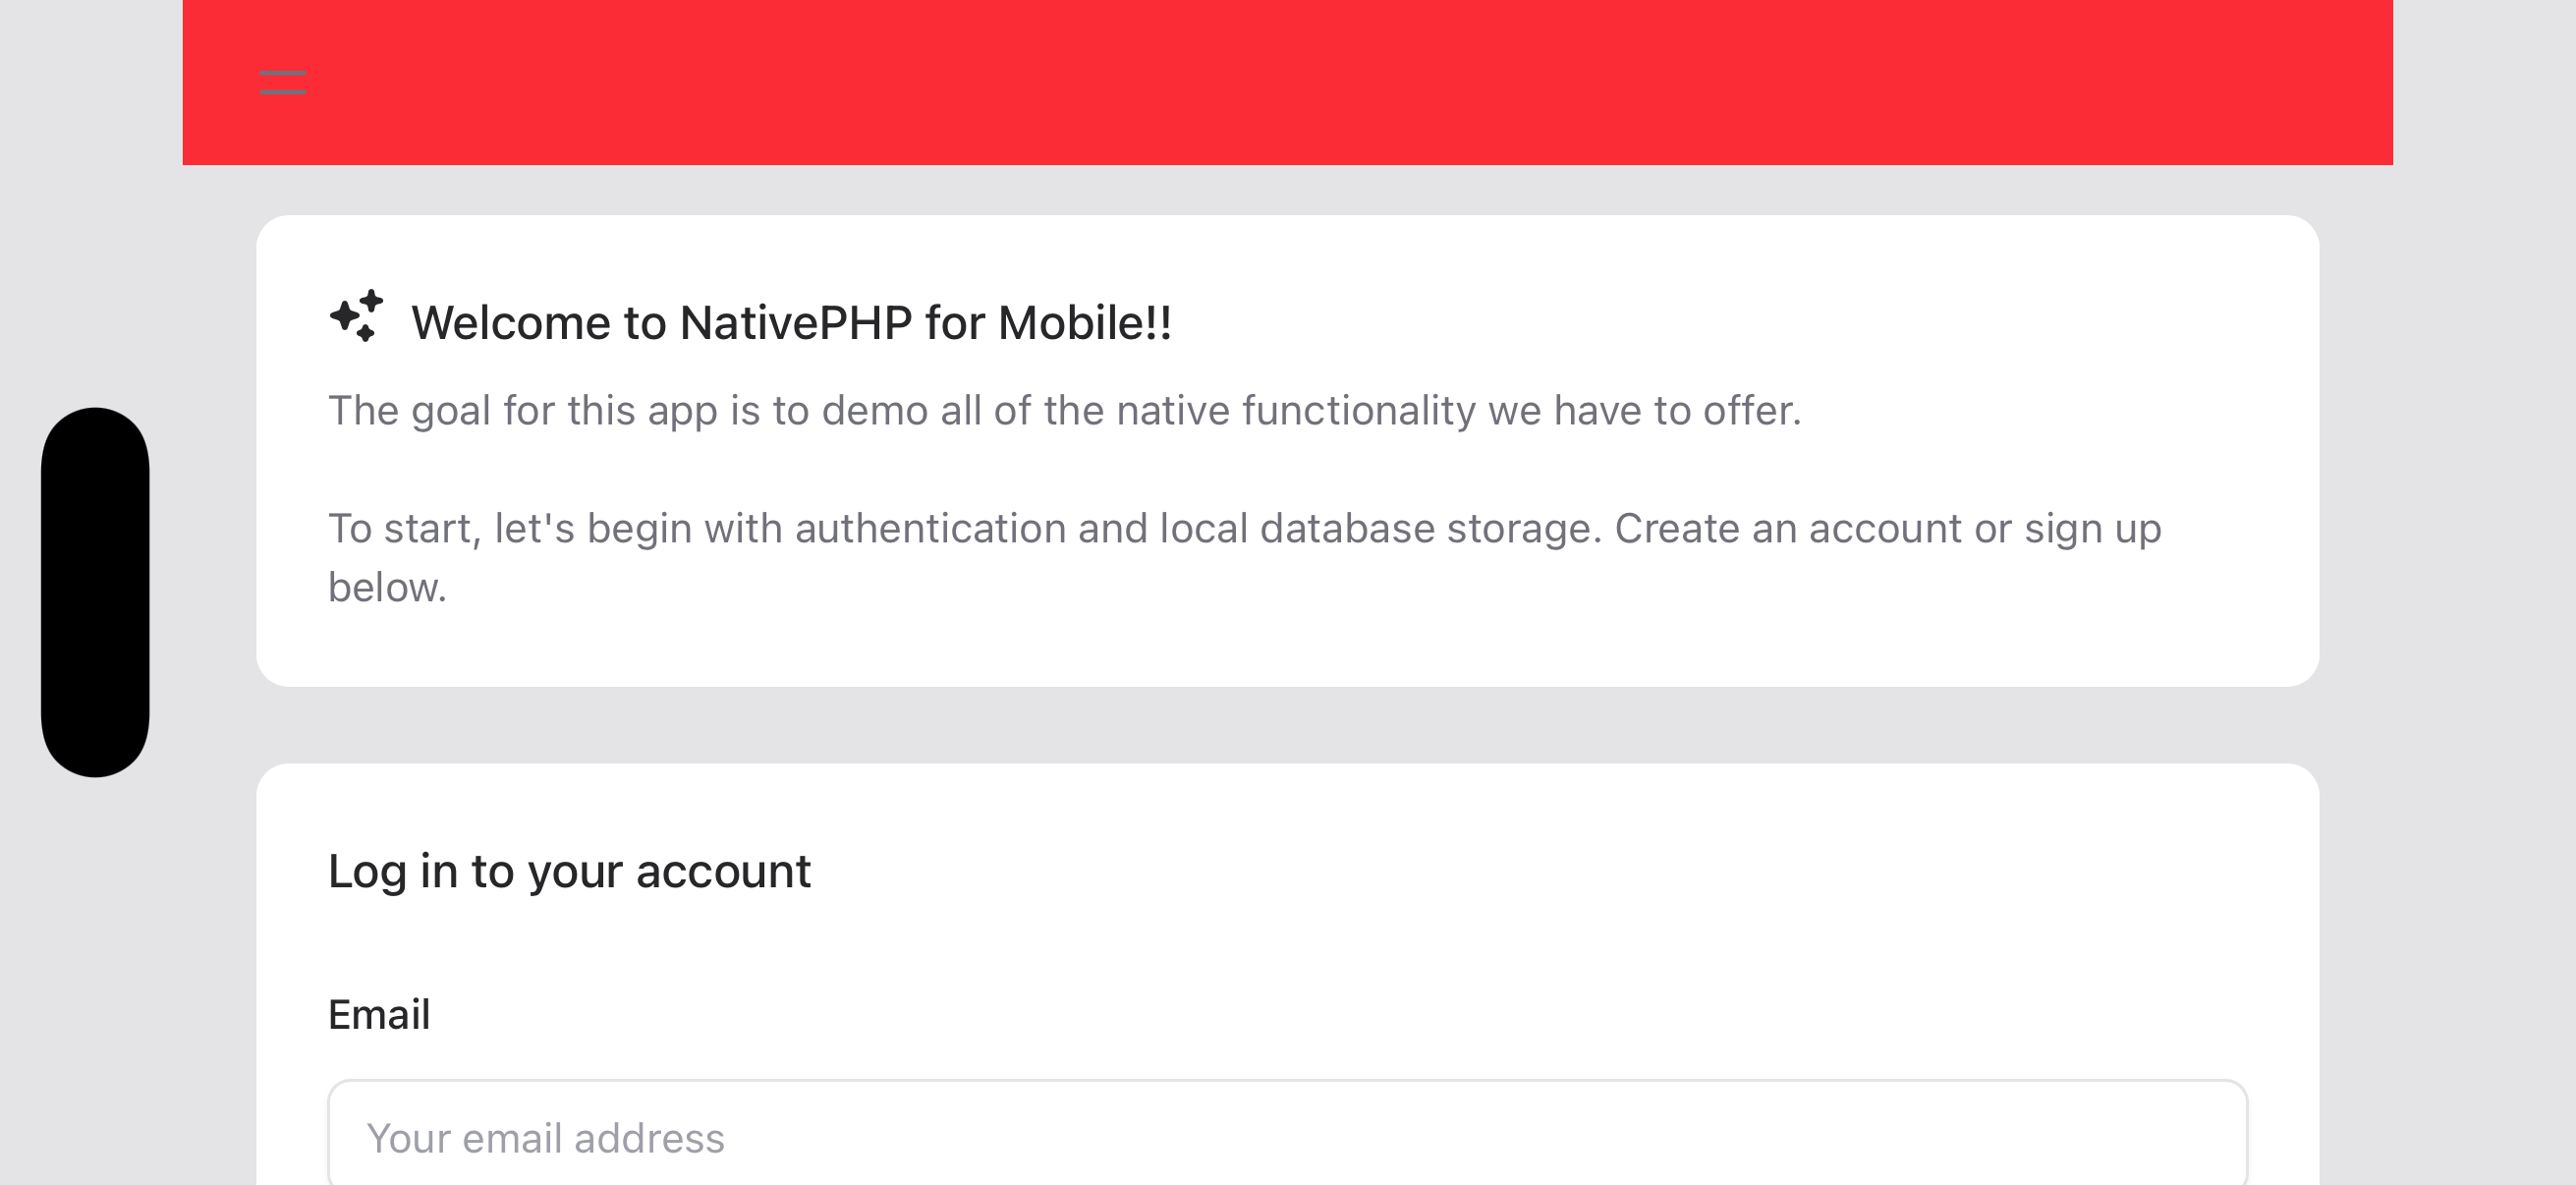 Welcome to NativePHP for Mobile!!
The goal for this app is to demo all of the native functionality we have to offer.
To start, let's begin with authentication and local database storage. Create an account or sign up
below.
Log in to your account
Email
Your email address